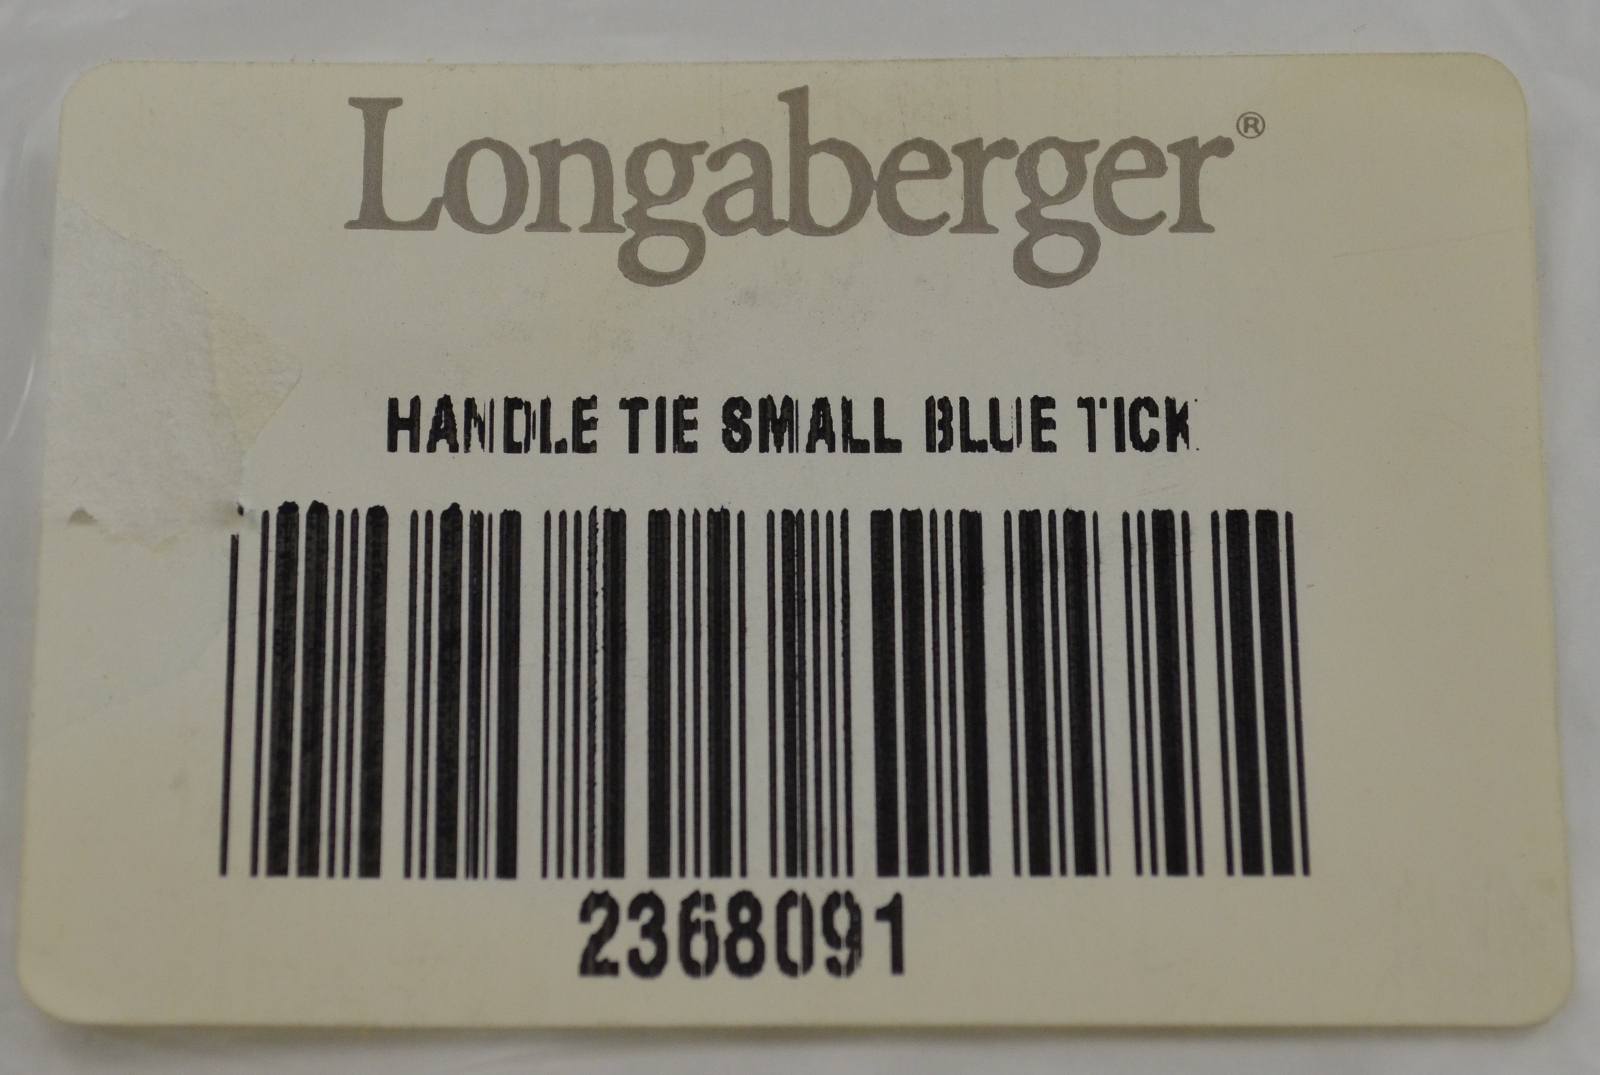 Longaberger®
HANDLE TIE SMALL BLUE TICK
2368091